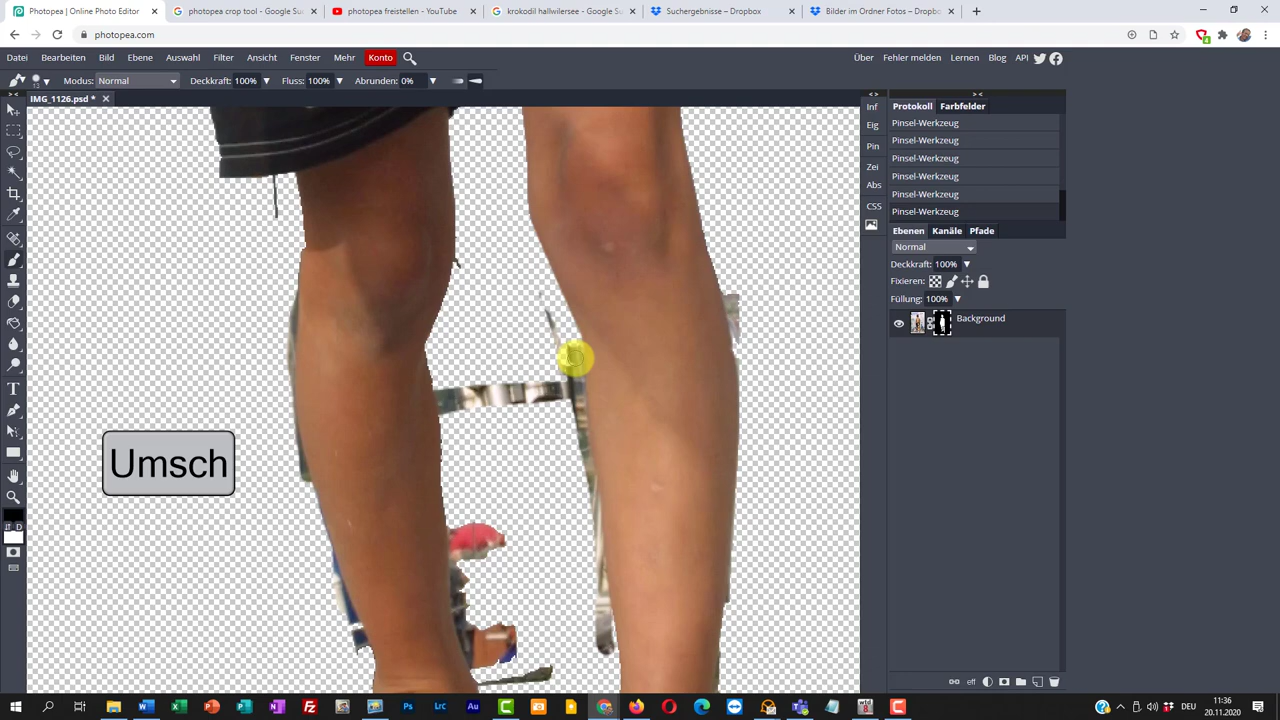 Photopea | Online Photo Editor
photopea crop tool - Google Su
photopea freistellen - YouTube
krokodil hallwilersee - Google Su
Suchergebnisse – Dropbox
Bilder im Ordner Fotos – Dropbo
photopea.com
Datei Bearbeiten Bild Ebene Auswahl Filter Ansicht Fenster Mehr Konto
Über Fehler melden Lernen Blog API
13 Modus: Normal Deckkraft: 100% Fluss: 100% Abrunden: 0%
IMG_1126.psd *
Inf
Eig
Pin
Zei
Abs
CSS
Protokoll Farbfelder
Pinsel-Werkzeug
Pinsel-Werkzeug
Pinsel-Werkzeug
Pinsel-Werkzeug
Pinsel-Werkzeug
Pinsel-Werkzeug
Ebenen Kanäle Pfade
Normal
Deckkraft: 100%
Fixieren:
Füllung: 100%
Background
Umsch
eff
DEU
11:36
20.11.2020